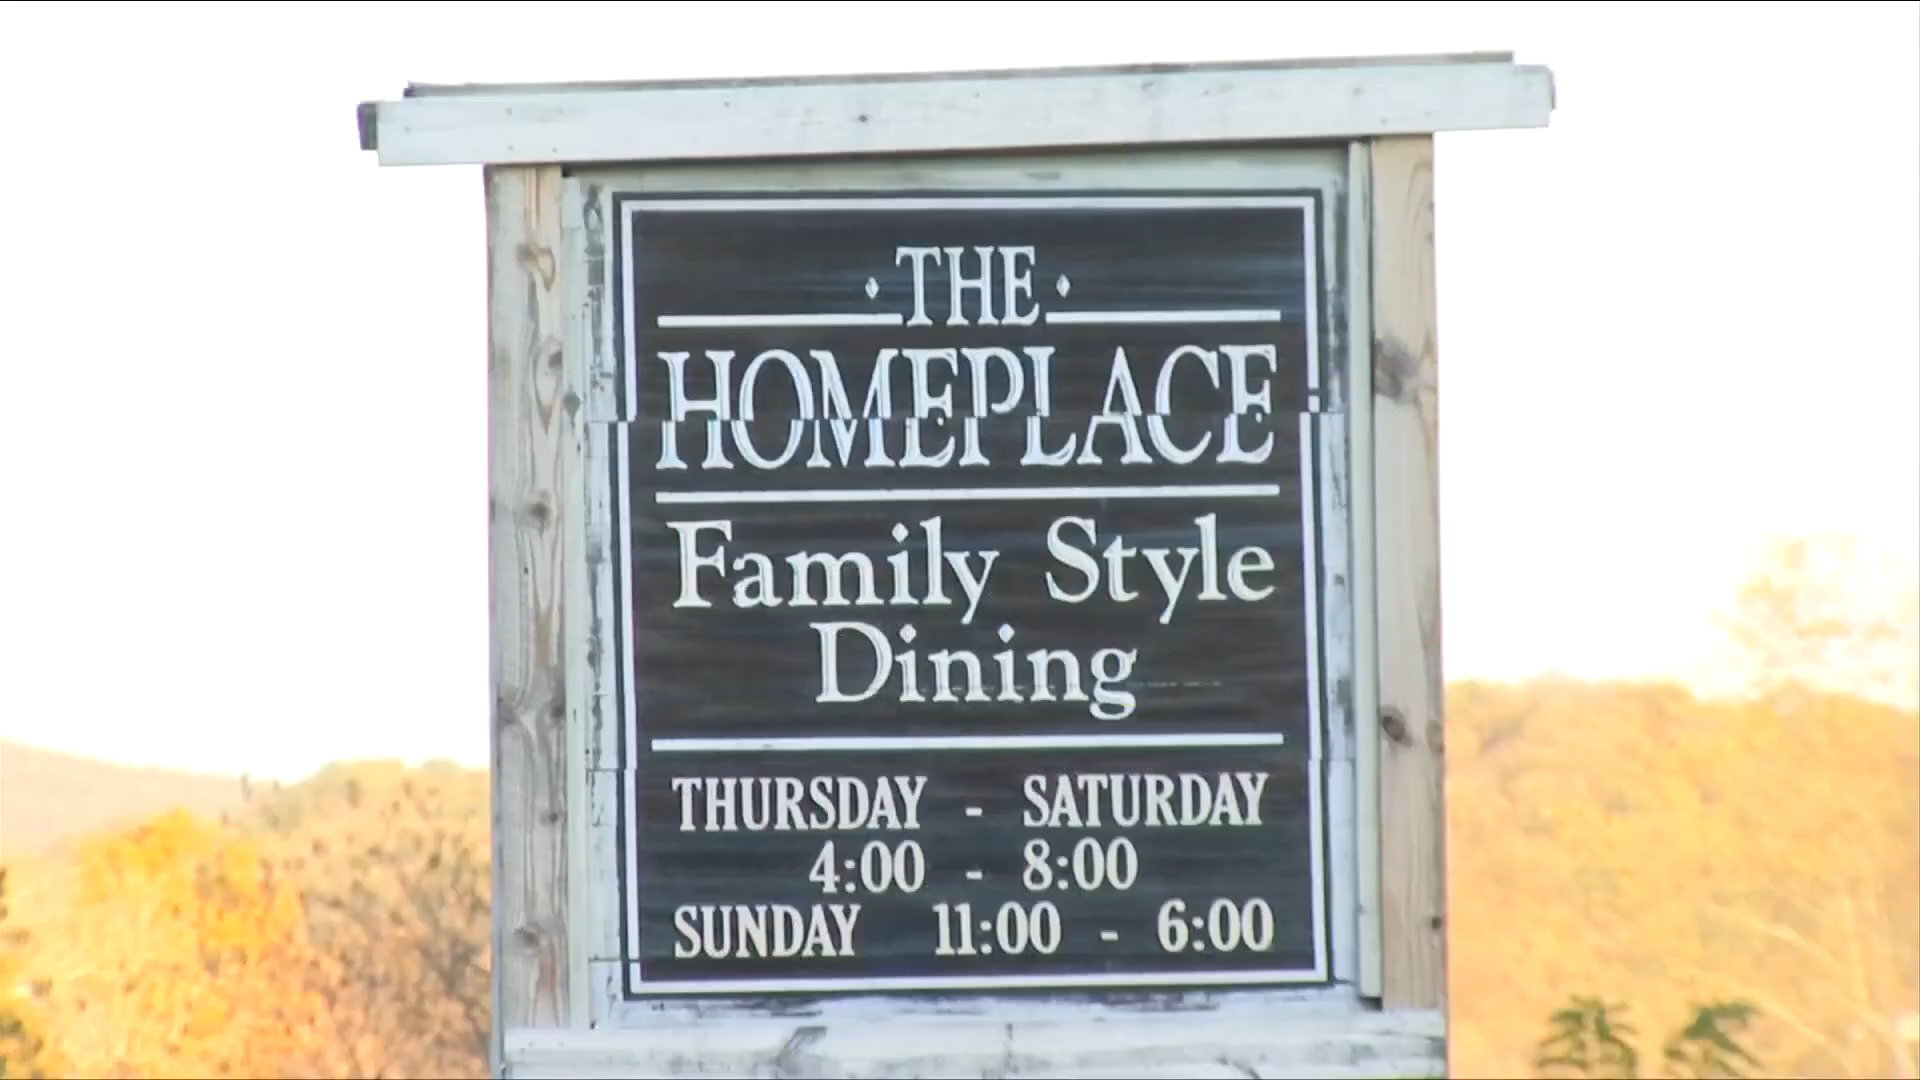 THE
HOMEPLACE
Family Style
Dining
THURSDAY - SATURDAY
4:00 - 8:00
SUNDAY 11:00 - 6:00